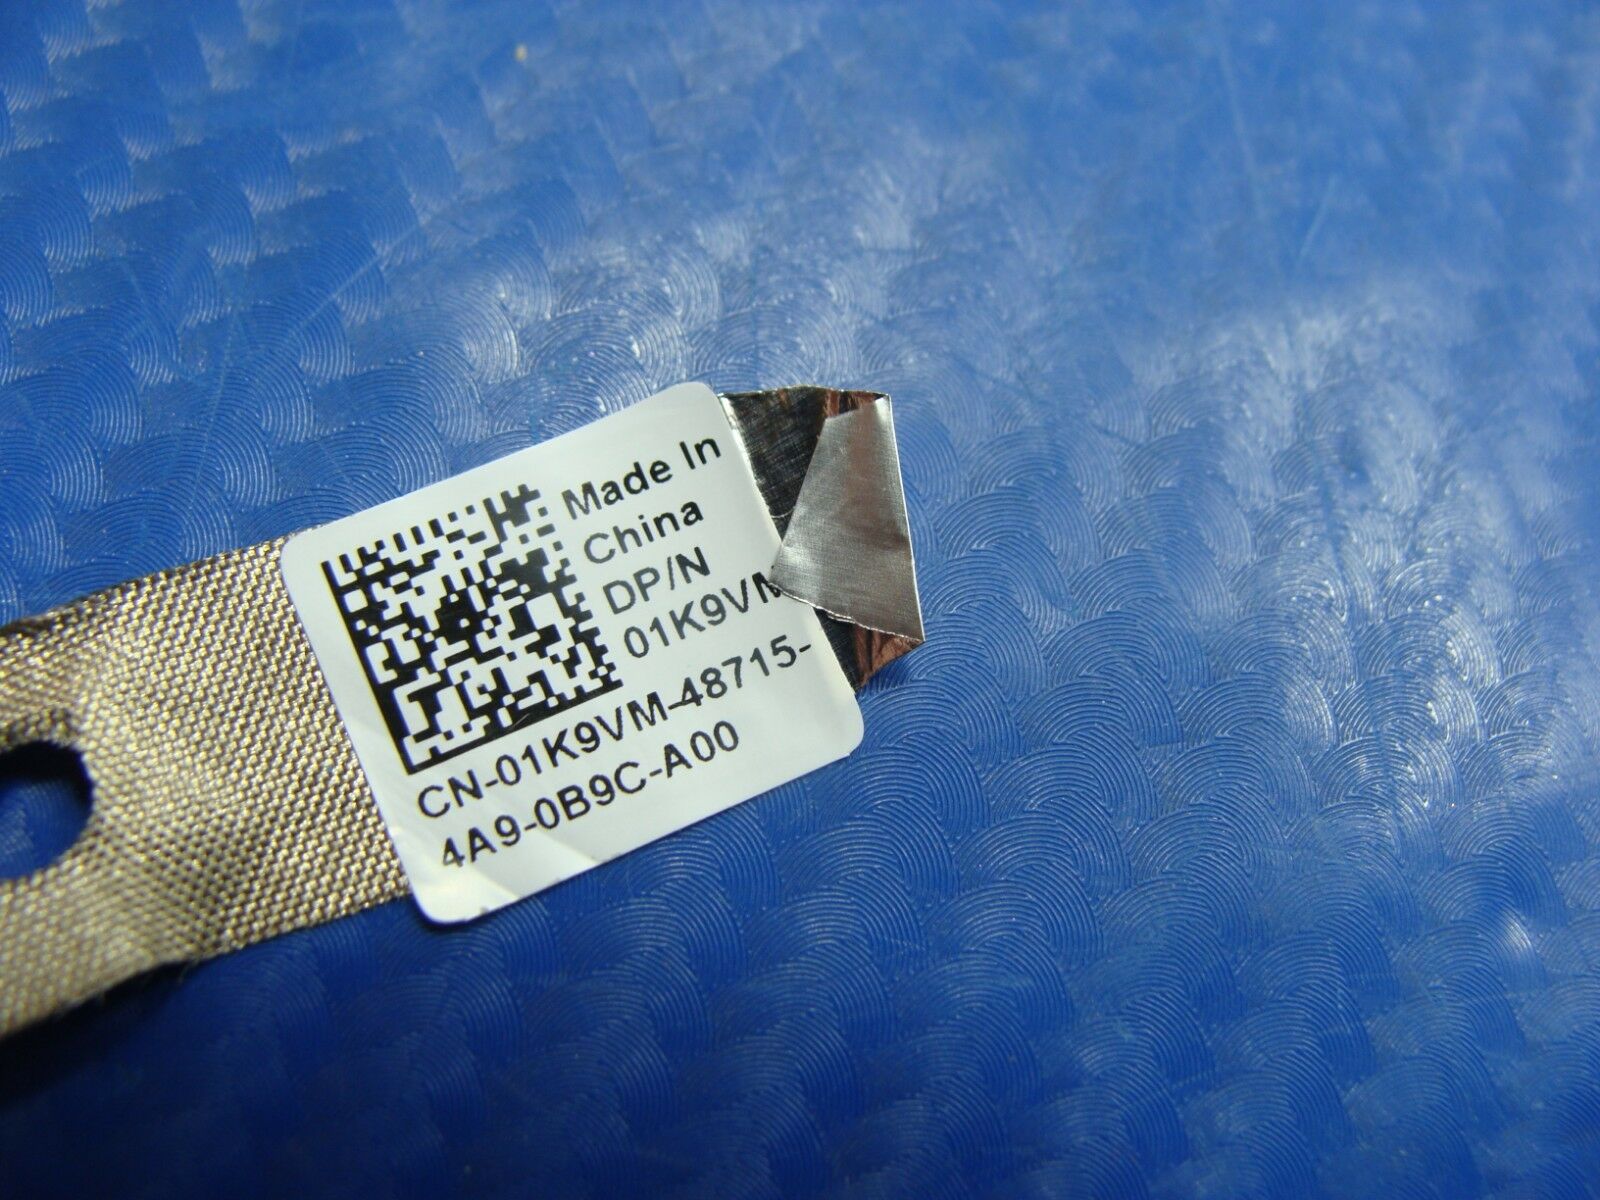 Made In
China
DP/N
01K9VM
CN-01K9VM-48715-
4A9-0B9C-A00